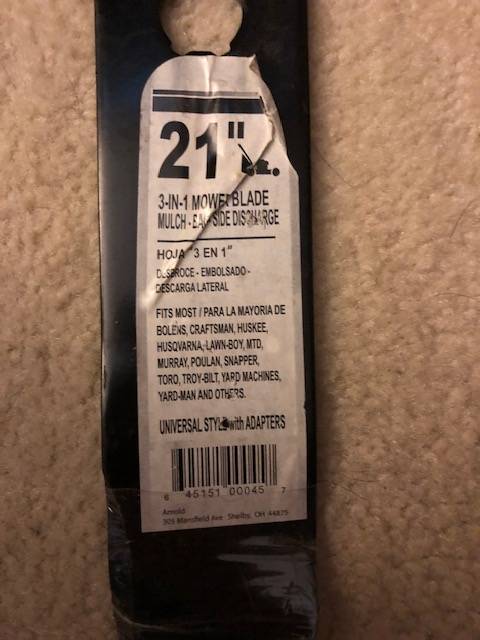 21"
3-IN-1 MOWER BLADE
MULCH - BAG - SIDE DISCHARGE
HOJA "3 EN 1"
DESBROCE - EMBOLSADO -
DESCARGA LATERAL
FITS MOST / PARA LA MAYORIA DE
BOLENS, CRAFTSMAN, HUSKEE,
HUSQVARNA, LAWN-BOY, MTD,
MURRAY, POULAN, SNAPPER,
TORO, TROY-BILT, YARD MACHINES,
YARD-MAN AND OTHERS.
UNIVERSAL STYLE with ADAPTERS
6 45151 00045 7
Arnold
305 Mansfield Ave Shelby, OH 44875